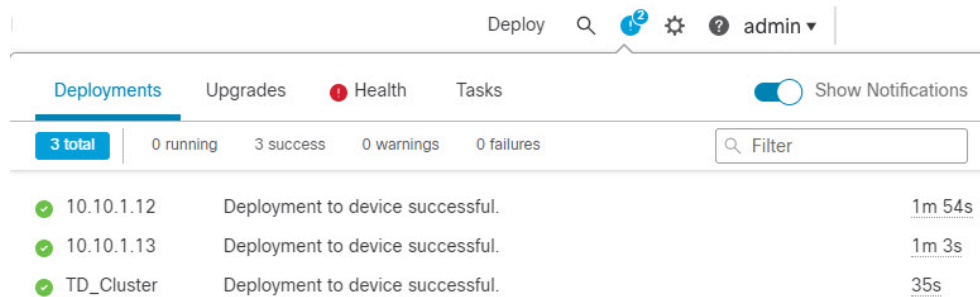 Deploy 2 ! ? admin
Deployments Upgrades ! Health Tasks Show Notifications
3 total 0 running 3 success 0 warnings 0 failures Filter
10.10.1.12 Deployment to device successful. 1m 54s
10.10.1.13 Deployment to device successful. 1m 3s
TD_Cluster Deployment to device successful. 35s